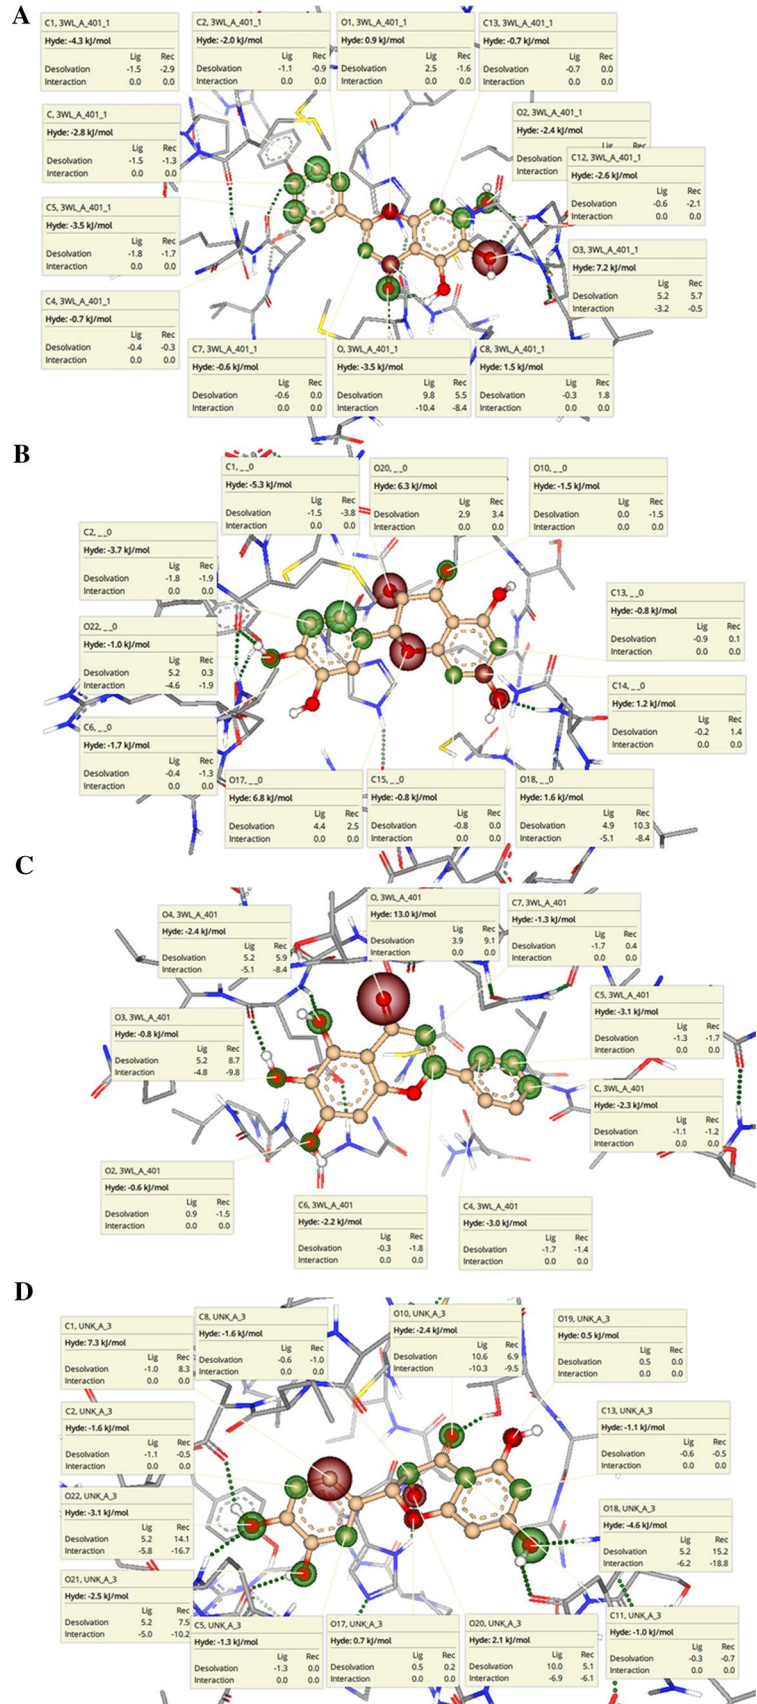 A
C1, 3WL_A_401_1
Hyde: -4.3 kJ/mol
Lig Rec
Desolvation -1.5 -2.9
Interaction 0.0 0.0
C2, 3WL_A_401_1
Hyde: -2.0 kJ/mol
Lig Rec
Desolvation -1.1 -0.9
Interaction 0.0 0.0
O1, 3WL_A_401_1
Hyde: 0.9 kJ/mol
Lig Rec
Desolvation 2.5 -1.6
Interaction 0.0 0.0
C13, 3WL_A_401_1
Hyde: -0.7 kJ/mol
Lig Rec
Desolvation -0.7 0.0
Interaction 0.0 0.0
C, 3WL_A_401_1
Hyde: -2.8 kJ/mol
Lig Rec
Desolvation -1.5 -1.3
Interaction 0.0 0.0
O2, 3WL_A_401_1
Hyde: -2.4 kJ/mol
Lig Rec
Desolvation
Interaction
C12, 3WL_A_401_1
Hyde: -2.6 kJ/mol
Lig Rec
Desolvation -0.6 -2.1
Interaction 0.0 0.0
C5, 3WL_A_401_1
Hyde: -3.5 kJ/mol
Lig Rec
Desolvation -1.8 -1.7
Interaction 0.0 0.0
O3, 3WL_A_401_1
Hyde: 7.2 kJ/mol
Lig Rec
Desolvation 5.2 5.7
Interaction -3.2 -0.5
C4, 3WL_A_401_1
Hyde: -0.7 kJ/mol
Lig Rec
Desolvation -0.4 -0.3
Interaction 0.0 0.0
C7, 3WL_A_401_1
Hyde: -0.6 kJ/mol
Lig Rec
Desolvation -0.6 0.0
Interaction 0.0 0.0
O, 3WL_A_401_1
Hyde: -3.5 kJ/mol
Lig Rec
Desolvation 9.8 5.5
Interaction -10.4 -8.4
C8, 3WL_A_401_1
Hyde: 1.5 kJ/mol
Lig Rec
Desolvation -0.3 1.8
Interaction 0.0 0.0
B
C1, _ _0
Hyde: -5.3 kJ/mol
Lig Rec
Desolvation -1.5 -3.8
Interaction 0.0 0.0
O20, _ _0
Hyde: 6.3 kJ/mol
Lig Rec
Desolvation 2.9 3.4
Interaction 0.0 0.0
O10, _ _0
Hyde: -1.5 kJ/mol
Lig Rec
Desolvation 0.0 -1.5
Interaction 0.0 0.0
C2, _ _0
Hyde: -3.7 kJ/mol
Lig Rec
Desolvation -1.8 -1.9
Interaction 0.0 0.0
C13, _ _0
Hyde: -0.8 kJ/mol
Lig Rec
Desolvation -0.9 0.1
Interaction 0.0 0.0
O22, _ _0
Hyde: -1.0 kJ/mol
Lig Rec
Desolvation 5.2 0.3
Interaction -4.6 -1.9
C14, _ _0
Hyde: 1.2 kJ/mol
Lig Rec
Desolvation -0.2 1.4
Interaction 0.0 0.0
C6, _ _0
Hyde: -1.7 kJ/mol
Lig Rec
Desolvation -0.4 -1.3
Interaction 0.0 0.0
O17, _ _0
Hyde: 6.8 kJ/mol
Lig Rec
Desolvation 4.4 2.5
Interaction 0.0 0.0
C15, _ _0
Hyde: -0.8 kJ/mol
Lig Rec
Desolvation -0.8 0.0
Interaction 0.0 0.0
O18, _ _0
Hyde: 1.6 kJ/mol
Lig Rec
Desolvation 4.9 10.3
Interaction -5.1 -8.4
C
O4, 3WL_A_401
Hyde: -2.4 kJ/mol
Lig Rec
Desolvation 5.2 5.9
Interaction -5.1 -8.4
O, 3WL_A_401
Hyde: 13.0 kJ/mol
Lig Rec
Desolvation 3.9 9.1
Interaction 0.0 0.0
C7, 3WL_A_401
Hyde: -1.3 kJ/mol
Lig Rec
Desolvation -1.7 0.4
Interaction 0.0 0.0
O3, 3WL_A_401
Hyde: -0.8 kJ/mol
Lig Rec
Desolvation 5.2 8.7
Interaction -4.8 -9.8
C5, 3WL_A_401
Hyde: -3.1 kJ/mol
Lig Rec
Desolvation -1.3 -1.7
Interaction 0.0 0.0
C, 3WL_A_401
Hyde: -2.3 kJ/mol
Lig Rec
Desolvation -1.1 -1.2
Interaction 0.0 0.0
O2, 3WL_A_401
Hyde: -0.6 kJ/mol
Lig Rec
Desolvation 0.9 -1.5
Interaction 0.0 0.0
C6, 3WL_A_401
Hyde: -2.2 kJ/mol
Lig Rec
Desolvation -0.3 -1.8
Interaction 0.0 0.0
C4, 3WL_A_401
Hyde: -3.0 kJ/mol
Lig Rec
Desolvation -1.7 -1.4
Interaction 0.0 0.0
D
C1, UNK_A_3
Hyde: 7.3 kJ/mol
Lig Rec
Desolvation -1.0 8.3
Interaction 0.0 0.0
C8, UNK_A_3
Hyde: -1.6 kJ/mol
Lig Rec
Desolvation -0.6 -1.0
Interaction 0.0 0.0
O10, UNK_A_3
Hyde: -2.4 kJ/mol
Lig Rec
Desolvation 10.6 6.9
Interaction -10.3 -9.5
O19, UNK_A_3
Hyde: 0.5 kJ/mol
Lig Rec
Desolvation 0.5 0.0
Interaction 0.0 0.0
C2, UNK_A_3
Hyde: -1.6 kJ/mol
Lig Rec
Desolvation -1.1 -0.5
Interaction 0.0 0.0
C13, UNK_A_3
Hyde: -1.1 kJ/mol
Lig Rec
Desolvation -0.6 -0.5
Interaction 0.0 0.0
O22, UNK_A_3
Hyde: -3.1 kJ/mol
Lig Rec
Desolvation 5.2 14.1
Interaction -5.8 -16.7
O18, UNK_A_3
Hyde: -4.6 kJ/mol
Lig Rec
Desolvation 5.2 15.2
Interaction -6.2 -18.8
O21, UNK_A_3
Hyde: -2.5 kJ/mol
Lig Rec
Desolvation 5.2 7.5
Interaction -5.0 -10.2
C5, UNK_A_3
Hyde: -1.3 kJ/mol
Lig Rec
Desolvation -1.3 0.0
Interaction 0.0 0.0
O17, UNK_A_3
Hyde: 0.7 kJ/mol
Lig Rec
Desolvation 0.5 0.2
Interaction 0.0 0.0
O20, UNK_A_3
Hyde: 2.1 kJ/mol
Lig Rec
Desolvation 10.0 5.1
Interaction -6.9 -6.1
C11, UNK_A_3
Hyde: -1.0 kJ/mol
Lig Rec
Desolvation -0.3 -0.7
Interaction 0.0 0.0